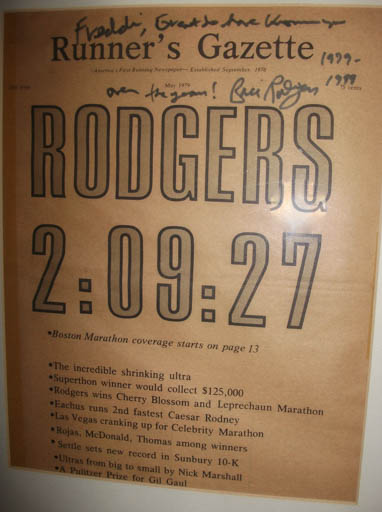 Freddi, Great to have known you
Runner's Gazette 1979-
"America's First Running Newspaper — Established September, 1976 1999
May 1979 75 cents
over the years! Bill Rodgers
RODGERS
2:09:27
•Boston Marathon coverage starts on page 13
•The incredible shrinking ultra
•Superthon winner would collect $125,000
•Rodgers wins Cherry Blossom and Leprechaun Marathon
•Eachus runs 2nd fastest Caesar Rodney
•Las Vegas cranking up for Celebrity Marathon
•Rojas, McDonald, Thomas among winners
•Settle sets new record in Sunbury 10-K
•Ultras from big to small by Nick Marshall
•A Pulitzer Prize for Gil Gaul